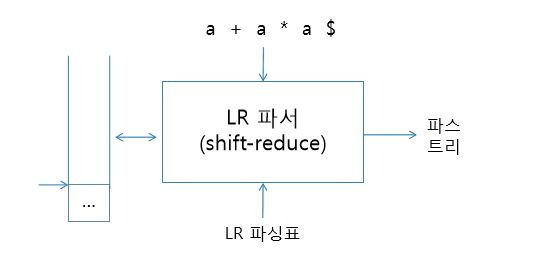 a + a * a $
LR 파서
(shift-reduce)
파스
트리
...
LR 파싱표